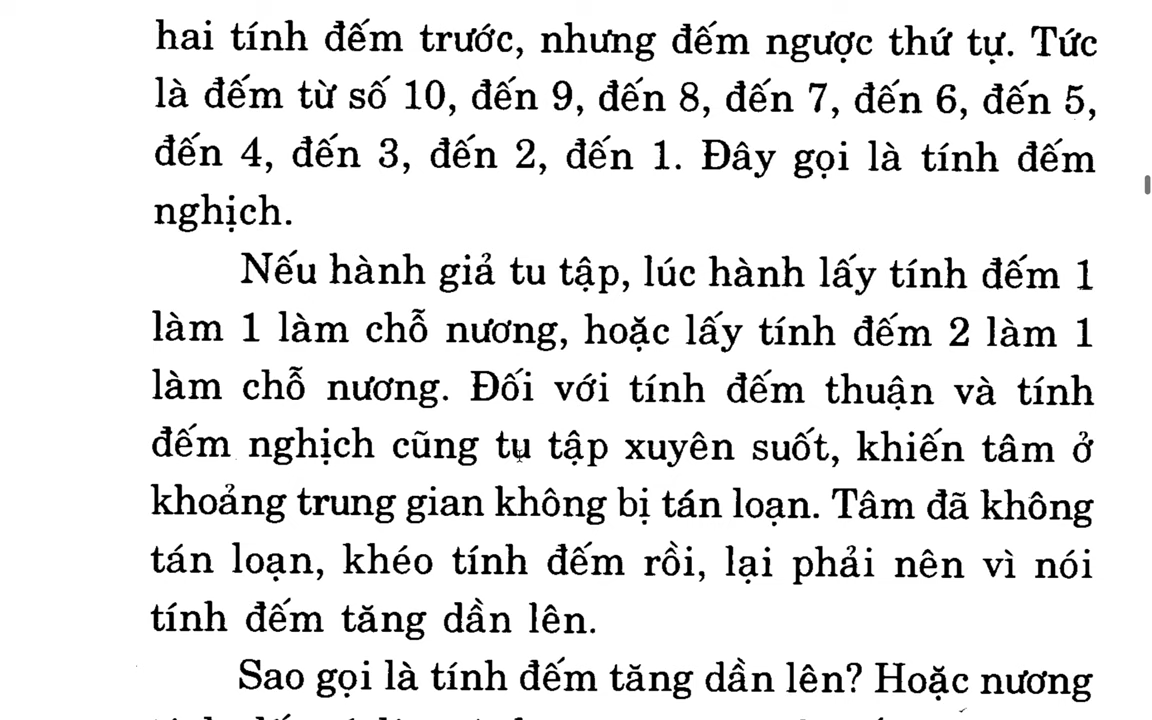 hai tính đếm trước, nhưng đếm ngược thứ tự. Tức
là đếm từ số 10, đến 9, đến 8, đến 7, đến 6, đến 5,
đến 4, đến 3, đến 2, đến 1. Đây gọi là tính đếm
nghịch.
Nếu hành giả tu tập, lúc hành lấy tính đếm 1
làm 1 làm chỗ nương, hoặc lấy tính đếm 2 làm 1
làm chỗ nương. Đối với tính đếm thuận và tính
đếm nghịch cũng tụ tập xuyên suốt, khiến tâm ở
khoảng trung gian không bị tán loạn. Tâm đã không
tán loạn, khéo tính đếm rồi, lại phải nên vì nói
tính đếm tăng dần lên.
Sao gọi là tính đếm tăng dần lên? Hoặc nương